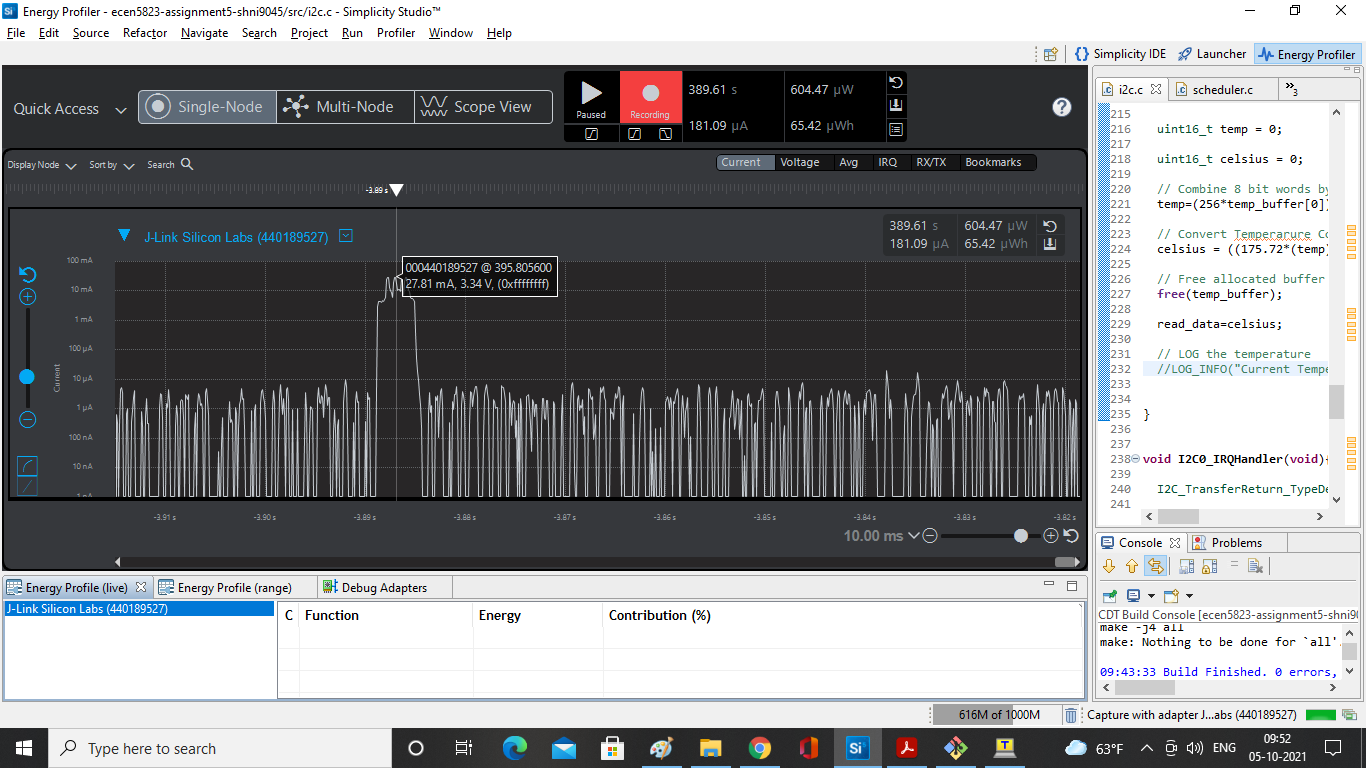 Energy Profiler - ecen5823-assignment5-shni9045/src/i2c.c - Simplicity Studio™
File Edit Source Refactor Navigate Search Project Run Profiler Window Help
Simplicity IDE Launcher Energy Profiler
Quick Access Single-Node Multi-Node Scope View
Paused Recording
389.61 s 604.47 µW
181.09 µA 65.42 µWh
Display Node Sort by Search
Current Voltage Avg IRQ RX/TX Bookmarks
-3.89 s
J-Link Silicon Labs (440189527)
389.61 s 604.47 µW
181.09 µA 65.42 µWh
000440189527 @ 395.805600
27.81 mA, 3.34 V, (0xffffffff)
100 mA
10 mA
1 mA
100 µA
10 µA
1 µA
100 nA
10 nA
Current
-3.91 s -3.90 s -3.89 s -3.88 s -3.87 s -3.86 s -3.85 s -3.84 s -3.83 s -3.82 s
10.00 ms
i2c.c scheduler.c »3
215
216 uint16_t temp = 0;
217
218 uint16_t celsius = 0;
219
220 // Combine 8 bit words by
221 temp=(256*temp_buffer[0])
222
223 // Convert Temperarure Co
224 celsius = ((175.72*(temp)
225
226 // Free allocated buffer
227 free(temp_buffer);
228
229 read_data=celsius;
230
231 // LOG the temperature
232 //LOG_INFO("Current Tempe
233
234
235 }
236
237
238 void I2C0_IRQHandler(void){
239
240 I2C_TransferReturn_TypeDe
241
Console Problems
CDT Build Console [ecen5823-assignment5-shni9
make -j4 all
make: Nothing to be done for `all'.
09:43:33 Build Finished. 0 errors,
Energy Profile (live) Energy Profile (range) Debug Adapters
J-Link Silicon Labs (440189527)
C Function Energy Contribution (%)
616M of 1000M Capture with adapter J...abs (440189527)
Type here to search
Si
T
63°F ENG 09:52
05-10-2021